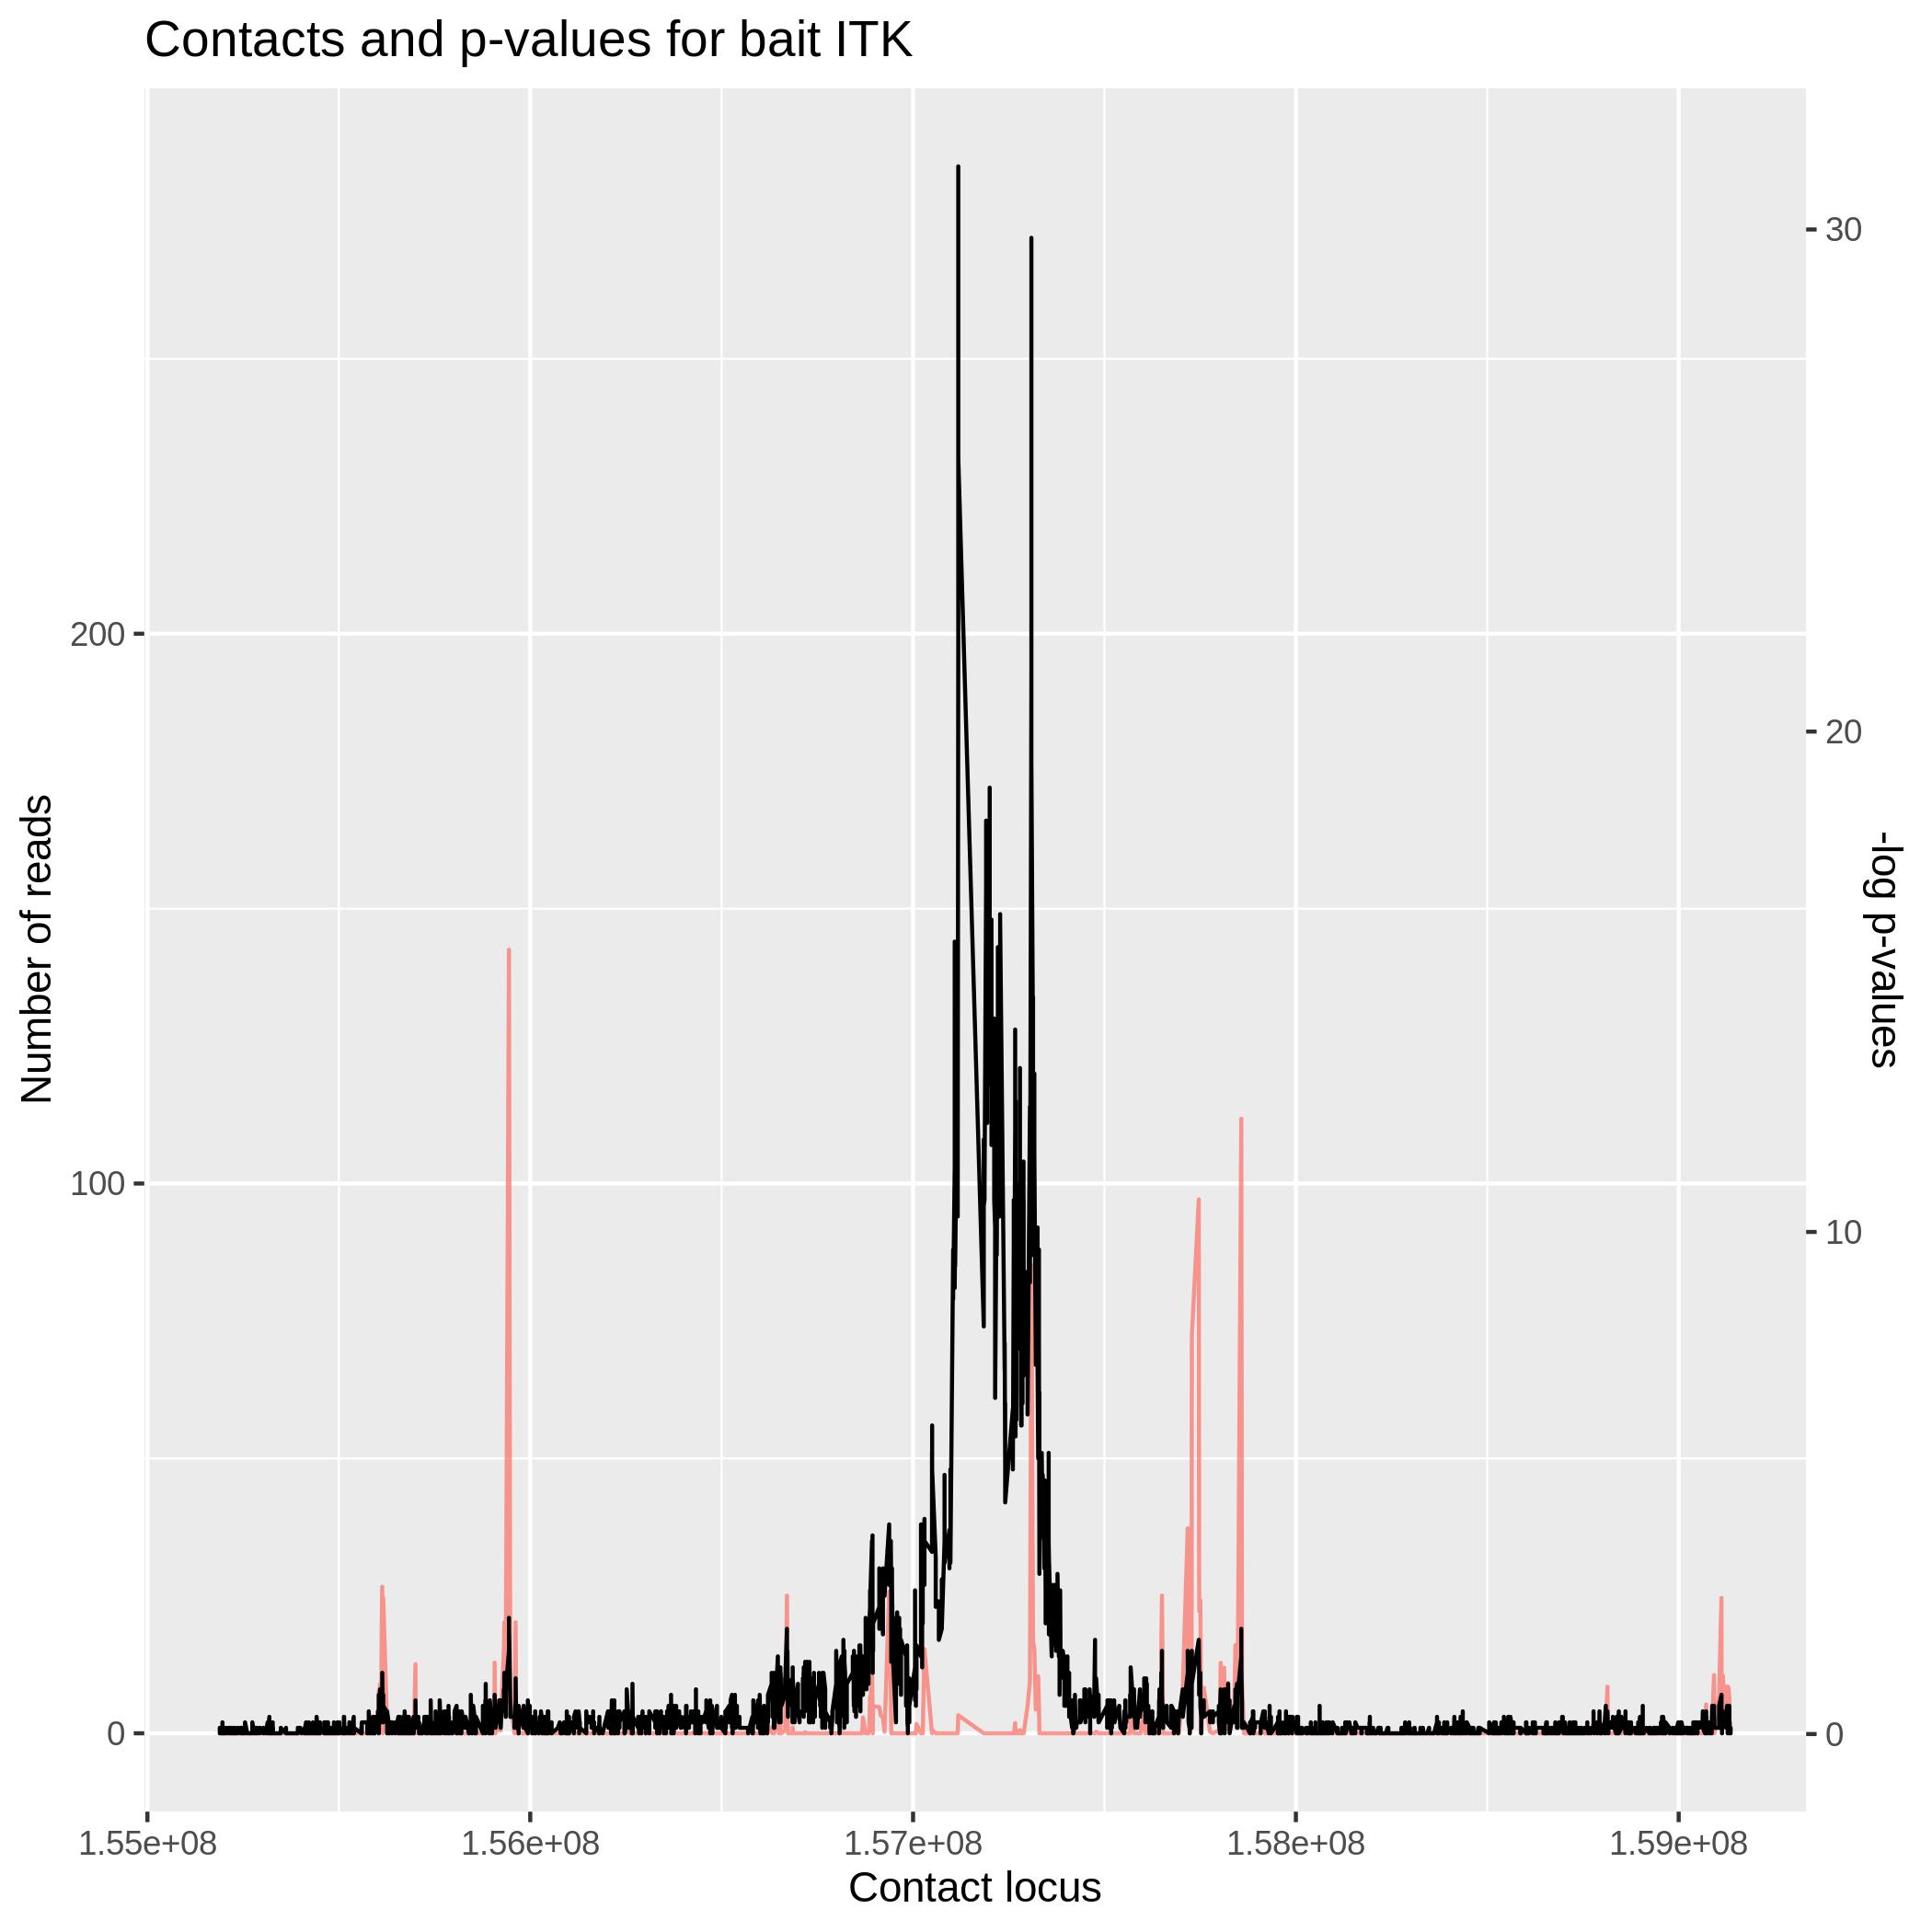 Contacts and p-values for bait ITK
Number of reads
200
100
0
30
20
10
0
-log p-values
1.55e+08
1.56e+08
1.57e+08
1.58e+08
1.59e+08
Contact locus